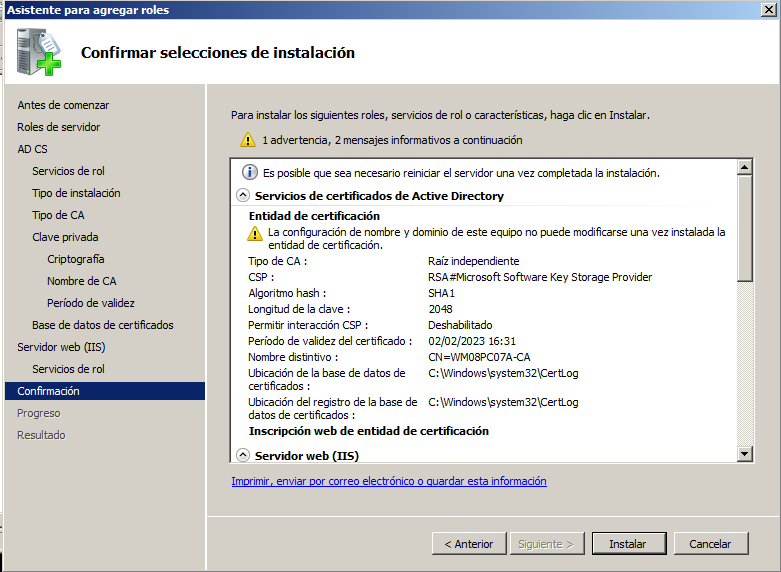 Asistente para agregar roles
Confirmar selecciones de instalación
Antes de comenzar
Roles de servidor
AD CS
Servicios de rol
Tipo de instalación
Tipo de CA
Clave privada
Criptografía
Nombre de CA
Período de validez
Base de datos de certificados
Servidor web (IIS)
Servicios de rol
Confirmación
Progreso
Resultado
Para instalar los siguientes roles, servicios de rol o características, haga clic en Instalar.
1 advertencia, 2 mensajes informativos a continuación
Es posible que sea necesario reiniciar el servidor una vez completada la instalación.
Servicios de certificados de Active Directory
Entidad de certificación
La configuración de nombre y dominio de este equipo no puede modificarse una vez instalada la
entidad de certificación.
Tipo de CA : Raíz independiente
CSP : RSA#Microsoft Software Key Storage Provider
Algoritmo hash : SHA1
Longitud de la clave : 2048
Permitir interacción CSP : Deshabilitado
Período de validez del certificado : 02/02/2023 16:31
Nombre distintivo : CN=WM08PC07A-CA
Ubicación de la base de datos de C:\Windows\system32\CertLog
certificados :
Ubicación del registro de la base de C:\Windows\system32\CertLog
datos de certificados :
Inscripción web de entidad de certificación
Servidor web (IIS)
Imprimir, enviar por correo electrónico o guardar esta información
< Anterior Siguiente > Instalar Cancelar